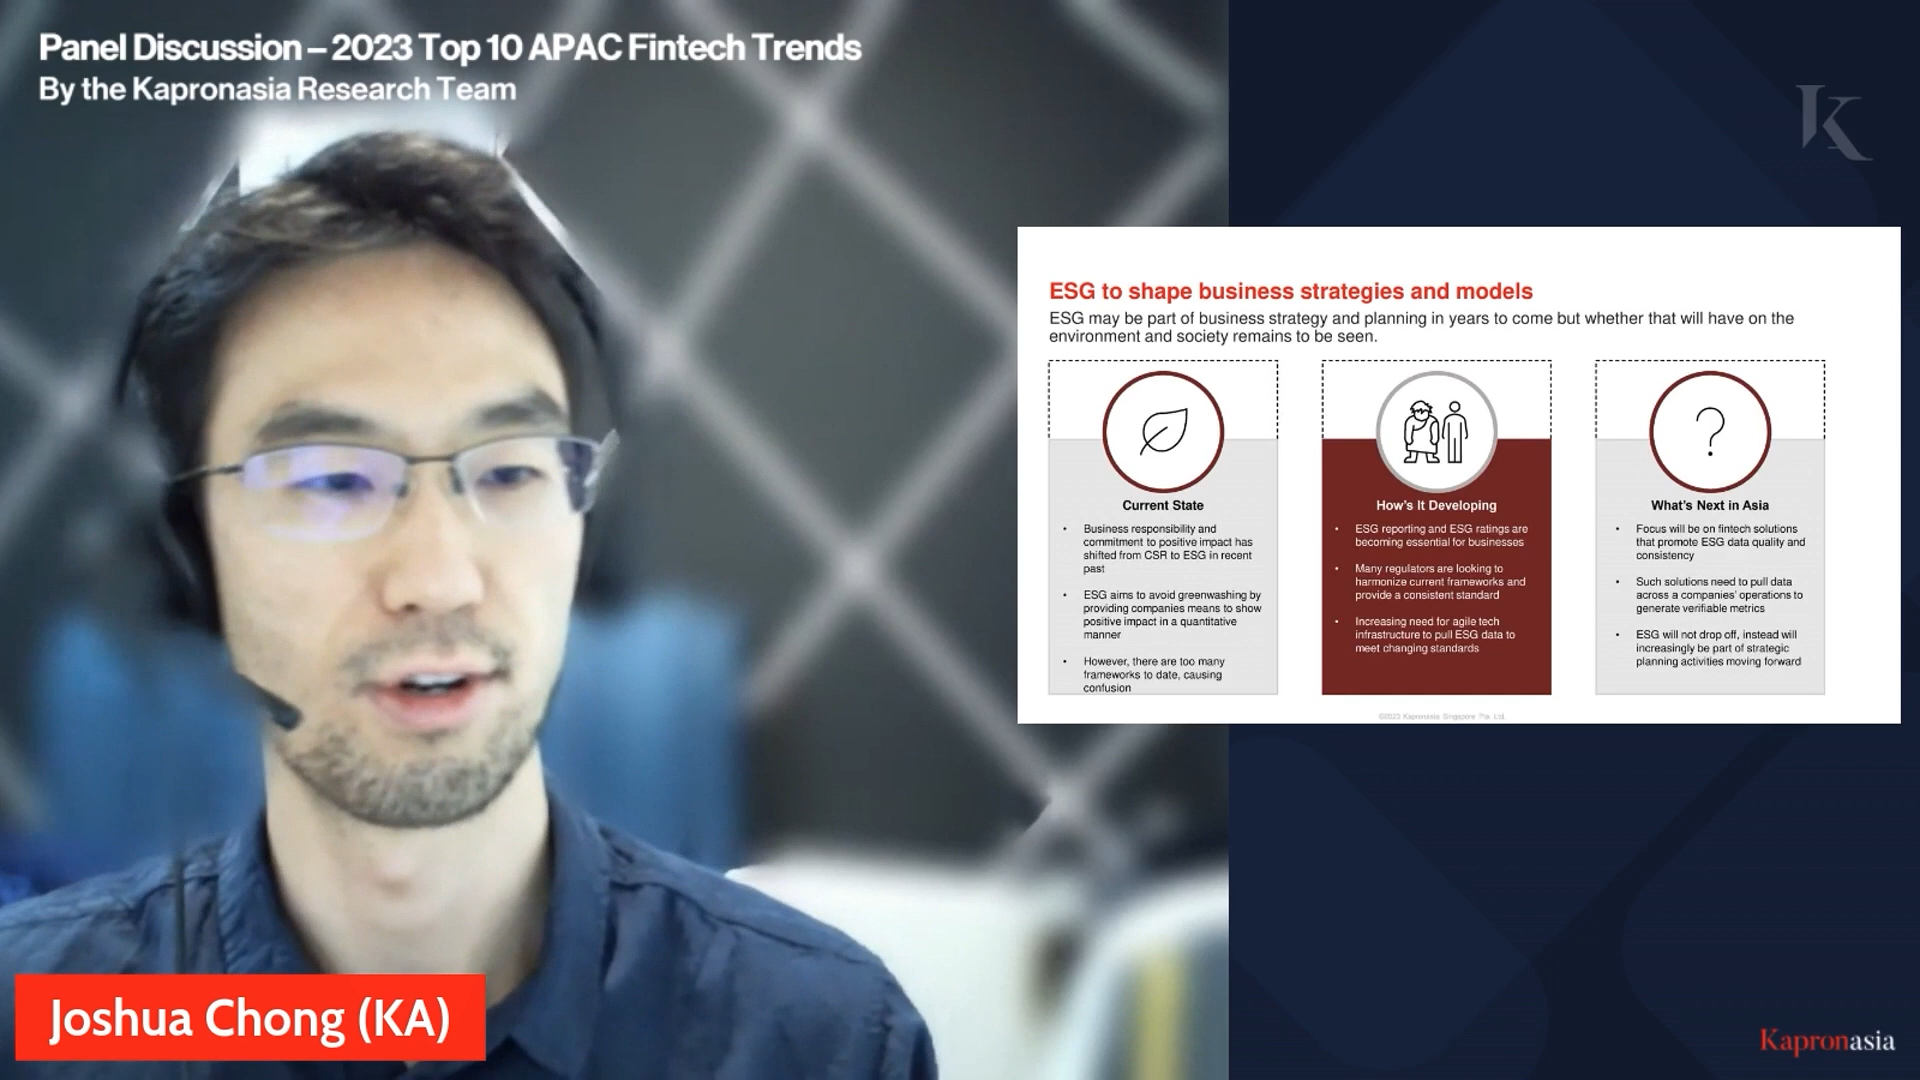 Panel Discussion – 2023 Top 10 APAC Fintech Trends
By the Kapronasia Research Team
K
ESG to shape business strategies and models
ESG may be part of business strategy and planning in years to come but whether that will have on the
environment and society remains to be seen.
Current State
• Business responsibility and
commitment to positive impact has
shifted from CSR to ESG in recent
past
• ESG aims to avoid greenwashing by
providing companies means to show
positive impact in a quantitative
manner
• However, there are too many
frameworks to date, causing
confusion
How's It Developing
• ESG reporting and ESG ratings are
becoming essential for businesses
• Many regulators are looking to
harmonize current frameworks and
provide a consistent standard
• Increasing need for agile tech
infrastructure to pull ESG data to
meet changing standards
?
What's Next in Asia
• Focus will be on fintech solutions
that promote ESG data quality and
consistency
• Such solutions need to pull data
across a companies' operations to
generate verifiable metrics
• ESG will not drop off, instead will
increasingly be part of strategic
planning activities moving forward
©2023 Kapronasia Singapore Pte. Ltd.
Joshua Chong (KA)
Kapronasia